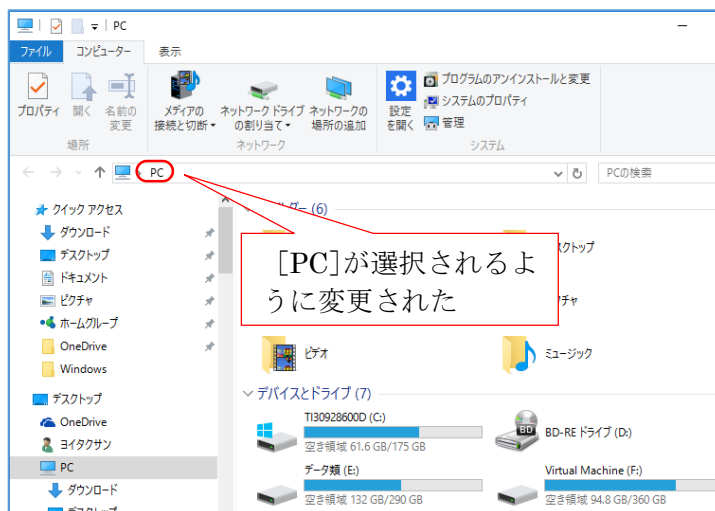 PC
ファイル コンピューター 表示
プロパティ 開く 名前の変更 メディアの接続と切断 ネットワーク ドライブの割り当て ネットワークの場所の追加 設定を開く プログラムのアンインストールと変更
システムのプロパティ
管理
場所 ネットワーク システム
PC PCの検索
クイック アクセス
ダウンロード
デスクトップ
ドキュメント
ピクチャ
ホームグループ
OneDrive
Windows
デスクトップ
OneDrive
ヨイタクサン
PC
ダウンロード
デスクトップ
(6)
[PC]が選択されるよ
うに変更された
ビデオ ミュージック
デバイスとドライブ (7)
TI30928600D (C:)
空き領域 61.6 GB/175 GB
BD-RE ドライブ (D:)
データ類 (E:)
空き領域 132 GB/290 GB
Virtual Machine (F:)
空き領域 94.8 GB/360 GB